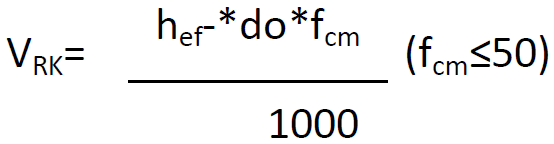 h_ef-*do*f_cm
V_RK= (f_cm≤50)
1000